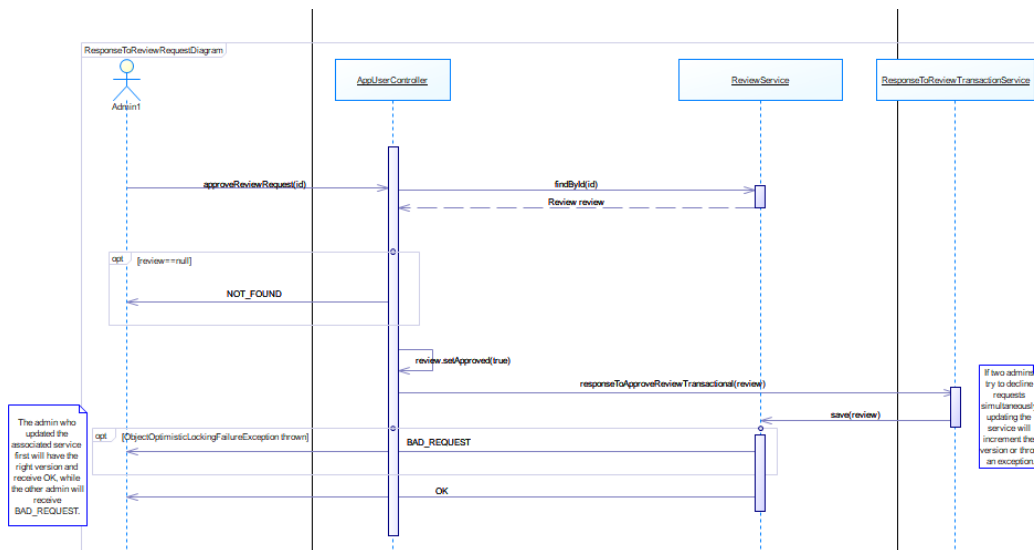 ResponseToReviewRequestDiagram
Admin1
AppUserController
ReviewService
ResponseToReviewTransactionService
approveReviewRequest(id)
findById(id)
Review review
opt
[review==null]
NOT_FOUND
review.setApproved(true)
responseToApproveReviewTransactional(review)
save(review)
If two admins
try to decline
requests
simultaneously
updating the
service will
increment the
version or throw
an exception.
The admin who
updated the
associated service
first will have the
right version and
receive OK, while
the other admin will
receive
BAD_REQUEST.
opt
[ObjectOptimisticLockingFailureException thrown]
BAD_REQUEST
OK